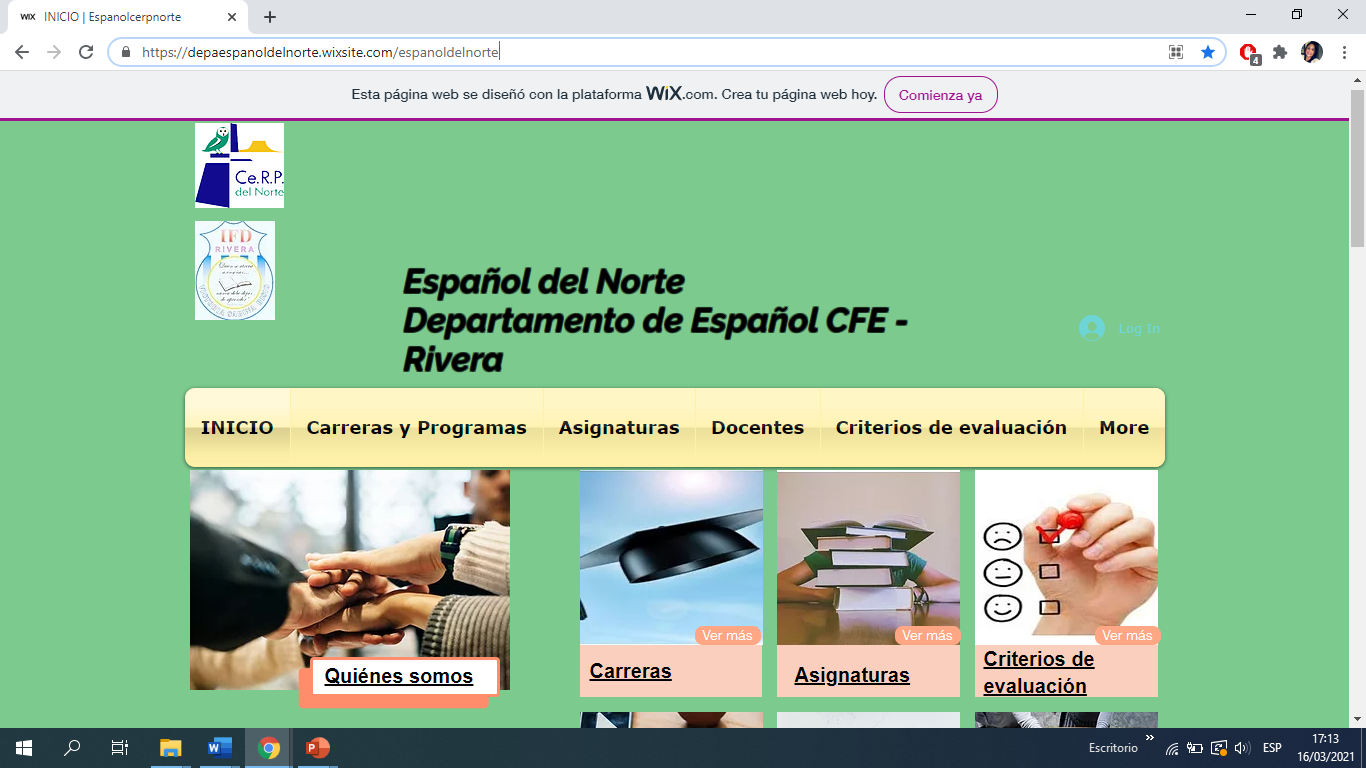 WiX INICIO | Espanolcerpnorte
https://depaespanoldelnorte.wixsite.com/espanoldelnorte
4
Esta página web se diseñó con la plataforma WiX.com. Crea tu página web hoy. Comienza ya
Ce.R.P.
del Norte
IFD
RIVERA
Español del Norte
Departamento de Español CFE -
Rivera
Log In
INICIO Carreras y Programas Asignaturas Docentes Criterios de evaluación More
Ver más Ver más Ver más
Quiénes somos
Carreras
Asignaturas
Criterios de
evaluación
Escritorio
ESP
17:13
16/03/2021